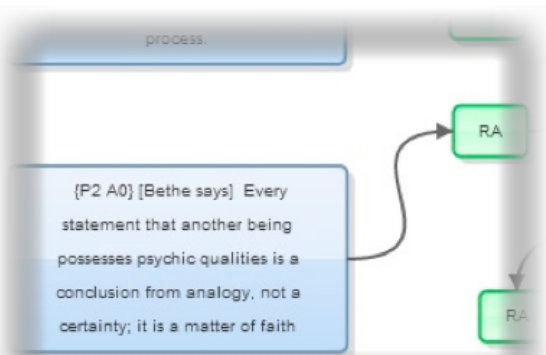 process.
RA
{P2 A0} [Bethe says]  Every
statement that another being
possesses psychic qualities is a
conclusion from analogy, not a
certainty; it is a matter of faith
RA